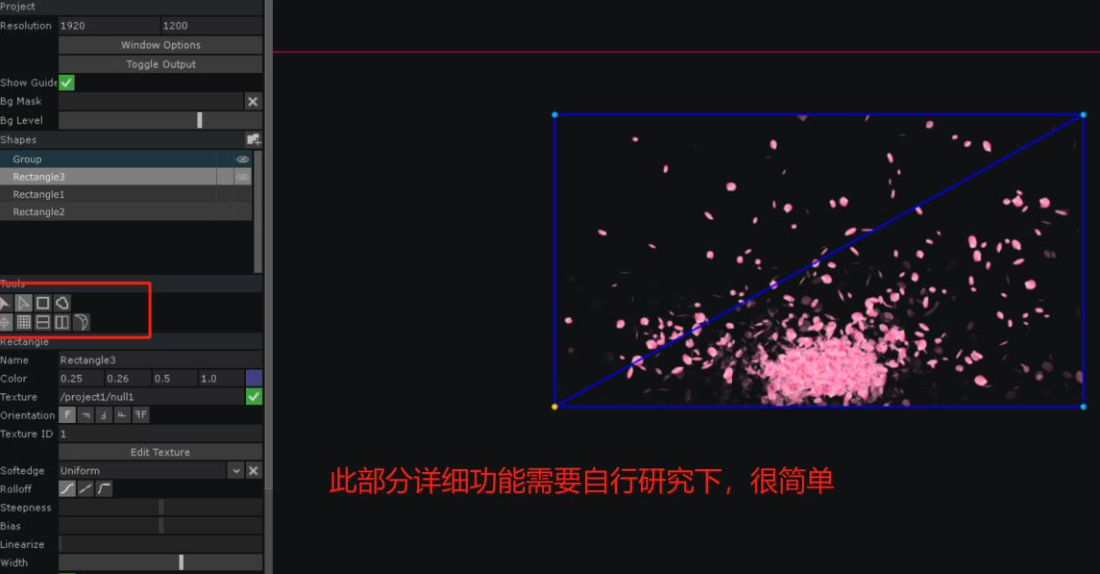 Project
Resolution 1920 1200
Window Options
Toggle Output
Show Guide
Bg Mask
Bg Level
Shapes
Group
Rectangle3
Rectangle1
Rectangle2
Tools
Rectangle
Name Rectangle3
Color 0.25 0.26 0.5 1.0
Texture /project1/null1
Orientation
Texture ID 1
Edit Texture
Softedge Uniform
Rolloff
Steepness
Bias
Linearize
Width
此部分详细功能需要自行研究下，很简单